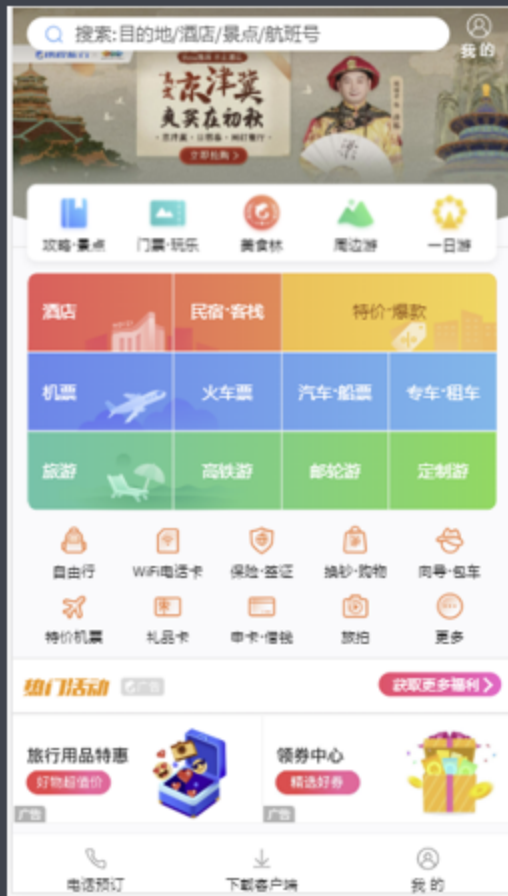 搜索:目的地/酒店/景点/航班号
我的
京津冀
爽英在初秋
立即抢购
攻略·景点
门票·玩乐
美食林
周边游
一日游
酒店
民宿·客栈
特价·爆款
机票
火车票
汽车·船票
专车·租车
旅游
高铁游
邮轮游
定制游
自由行
WiFi电话卡
保险·签证
换钞·购物
向导·包车
特价机票
礼品卡
申卡·借钱
旅拍
更多
热门活动
广告
获取更多福利
旅行用品特惠
好物超值价
广告
领券中心
精选好券
广告
电话预订
下载客户端
我的